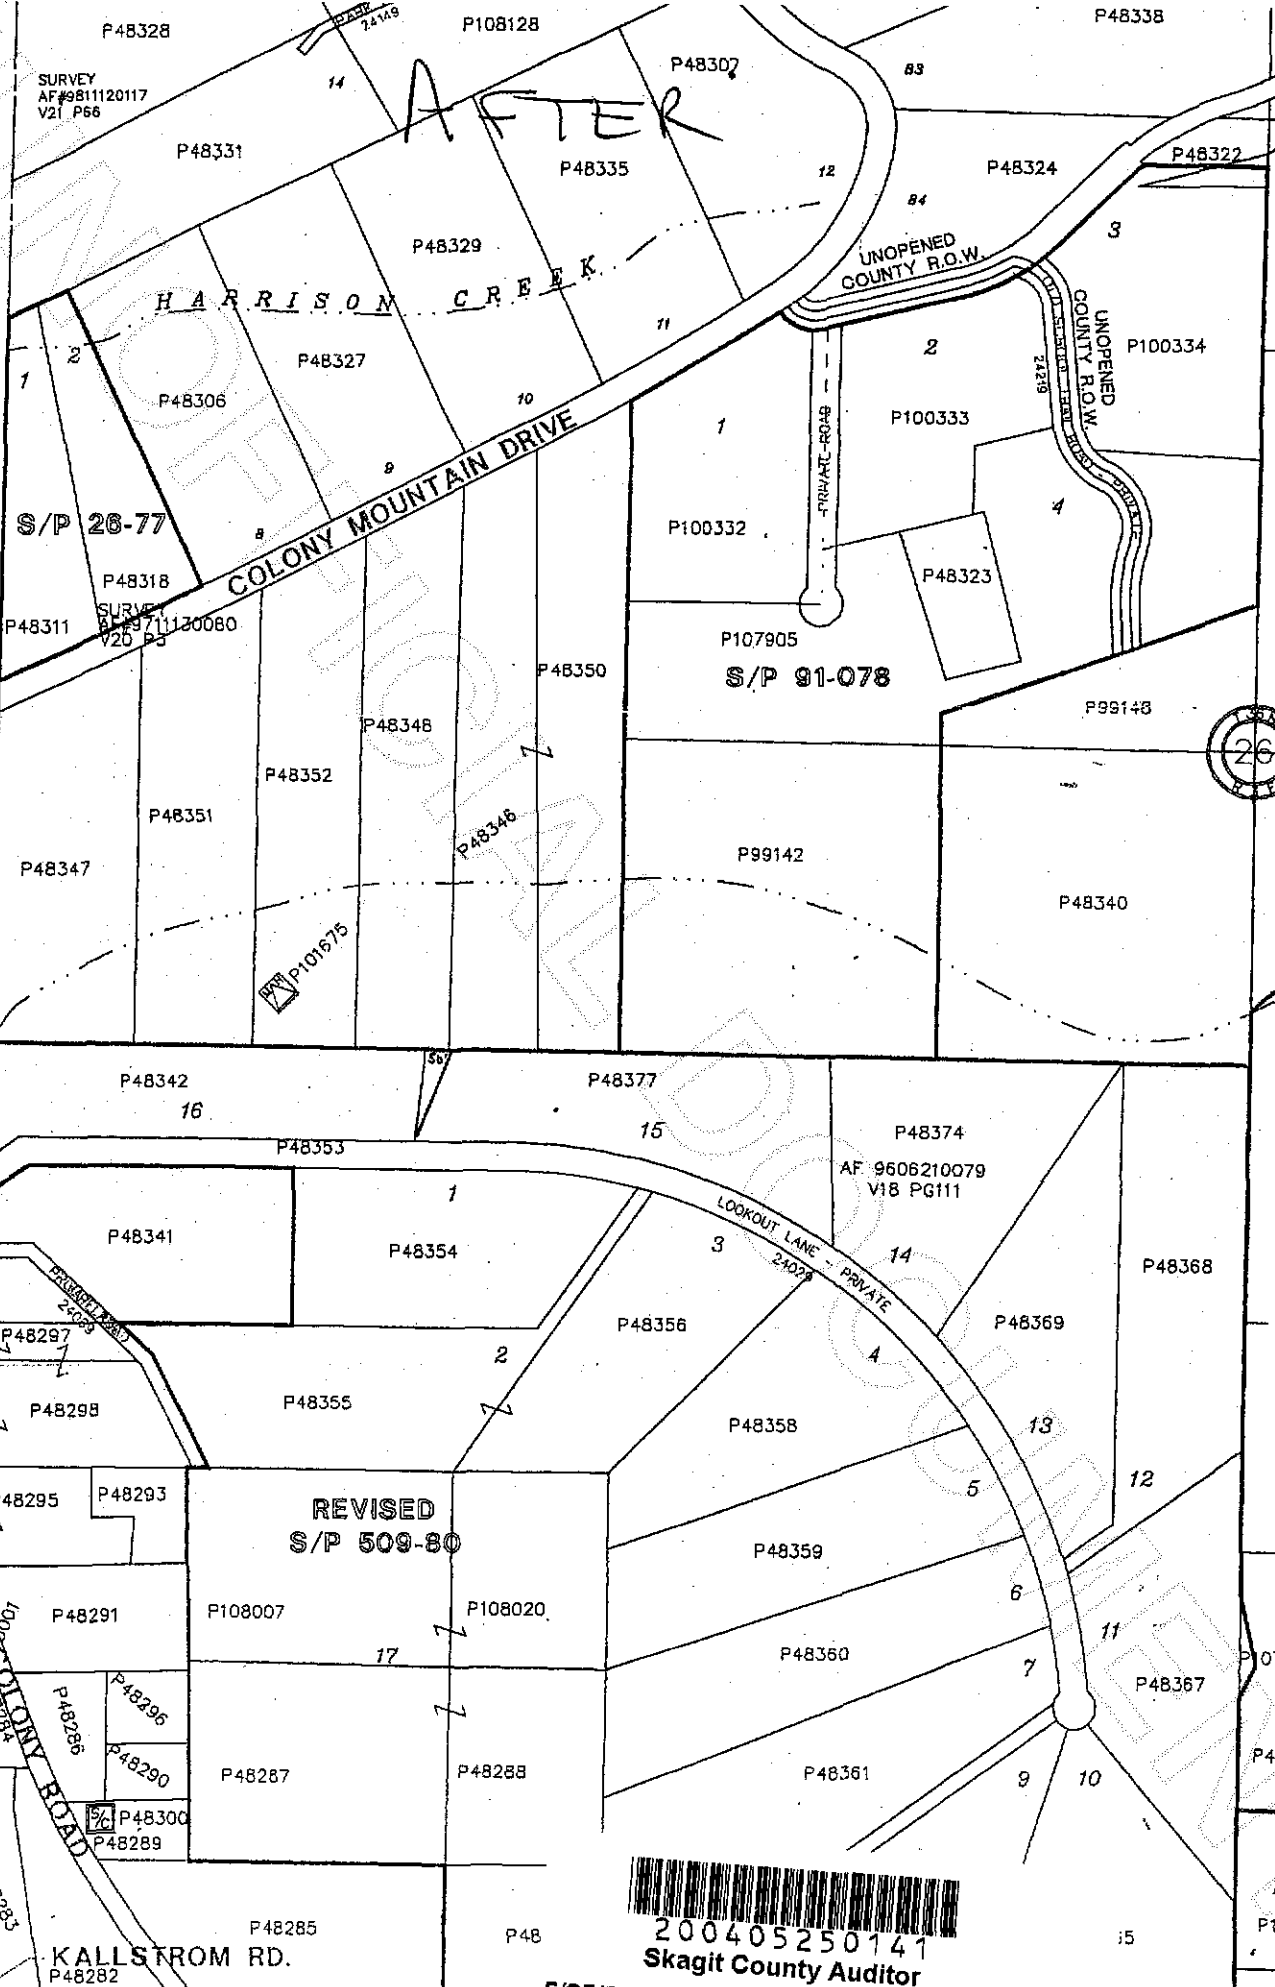 P48328
PARK
24149
P108128
P48338
SURVEY
AF#9811120117
V21 P66
14
P48307
83
AFTER
P48331
P48335
12
P48324
P48322
84
3
P48329
UNOPENED
COUNTY R.O.W.
HARRISON CREEK
11
UNOPENED
COUNTY R.O.W.
2
P48327
2
P100334
1
24219
P48306
10
1
PRIVATE ROAD
P100333
COLONY MOUNTAIN DRIVE
9
S/P 26-77
8
P100332
4
P48318
P48323
SURVEY
AF#9711130080
V20 P3
P48311
P107905
S/P 91-078
P48350
P99148
P48348
26
P48352
P48351
P48346
P48347
P99142
P48340
P101675
P48342
P48377
16
15
P48374
P48353
AF 9606210079
V18 PG111
1
LOOKOUT LANE - PRIVATE
24029
P48341
P48354
3
14
P48368
P48297
P48356
P48369
2
4
P48298
P48355
P48358
13
48295
P48293
REVISED
S/P 509-80
5
12
P48359
P48291
P108007
P108020
6
11
17
P48360
7
P48367
P48286
P48296
P48290
P48287
P48288
P48361
9
10
COLONY ROAD
S/C
P48300
P48289
200405250141
Skagit County Auditor
P48285
P48
KALLSTROM RD.
P48282
UNOFFICIAL DOCUMENT